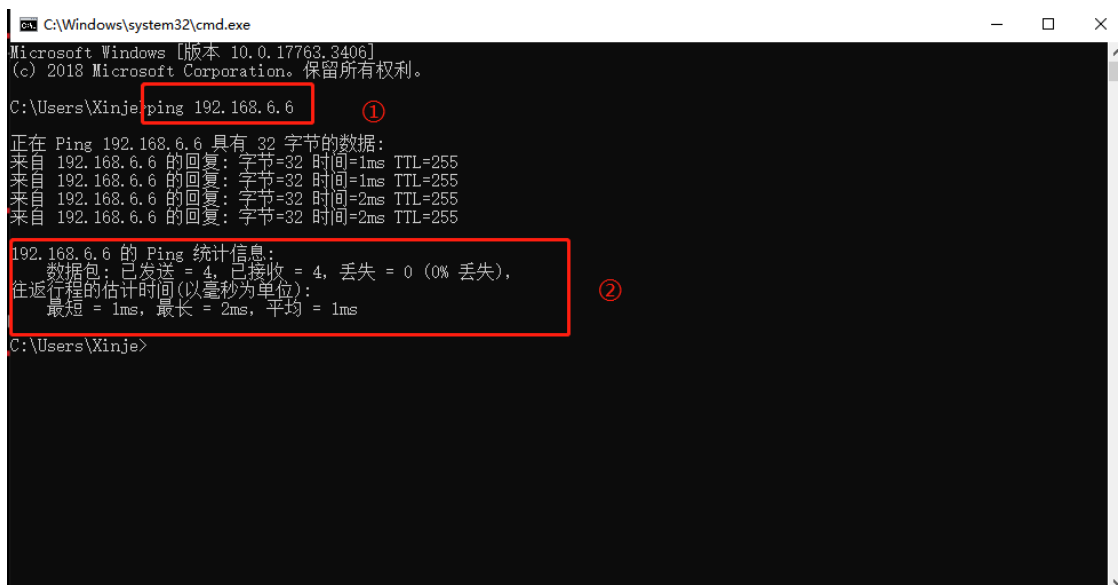 C:\Windows\system32\cmd.exe
Microsoft Windows [版本 10.0.17763.3406]
(c) 2018 Microsoft Corporation。保留所有权利。
C:\Users\Xinje>ping 192.168.6.6
①
正在 Ping 192.168.6.6 具有 32 字节的数据:
来自 192.168.6.6 的回复: 字节=32 时间=1ms TTL=255
来自 192.168.6.6 的回复: 字节=32 时间=1ms TTL=255
来自 192.168.6.6 的回复: 字节=32 时间=2ms TTL=255
来自 192.168.6.6 的回复: 字节=32 时间=2ms TTL=255
192.168.6.6 的 Ping 统计信息:
数据包: 已发送 = 4, 已接收 = 4, 丢失 = 0 (0% 丢失),
往返行程的估计时间(以毫秒为单位):
最短 = 1ms, 最长 = 2ms, 平均 = 1ms
②
C:\Users\Xinje>